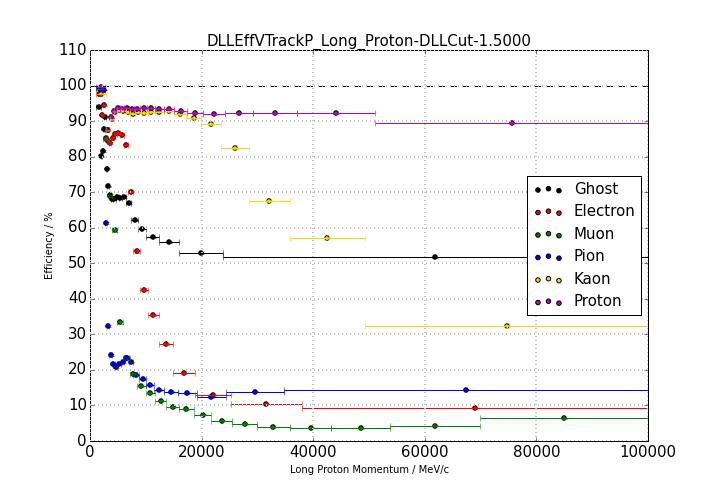 DLLEffVTrackP_Long_Proton-DLLCut-1.5000
110
100
90
80
70
60
50
40
30
20
10
0
Efficiency / %
Ghost
Electron
Muon
Pion
Kaon
Proton
0 20000 40000 60000 80000 100000
Long Proton Momentum / MeV/c